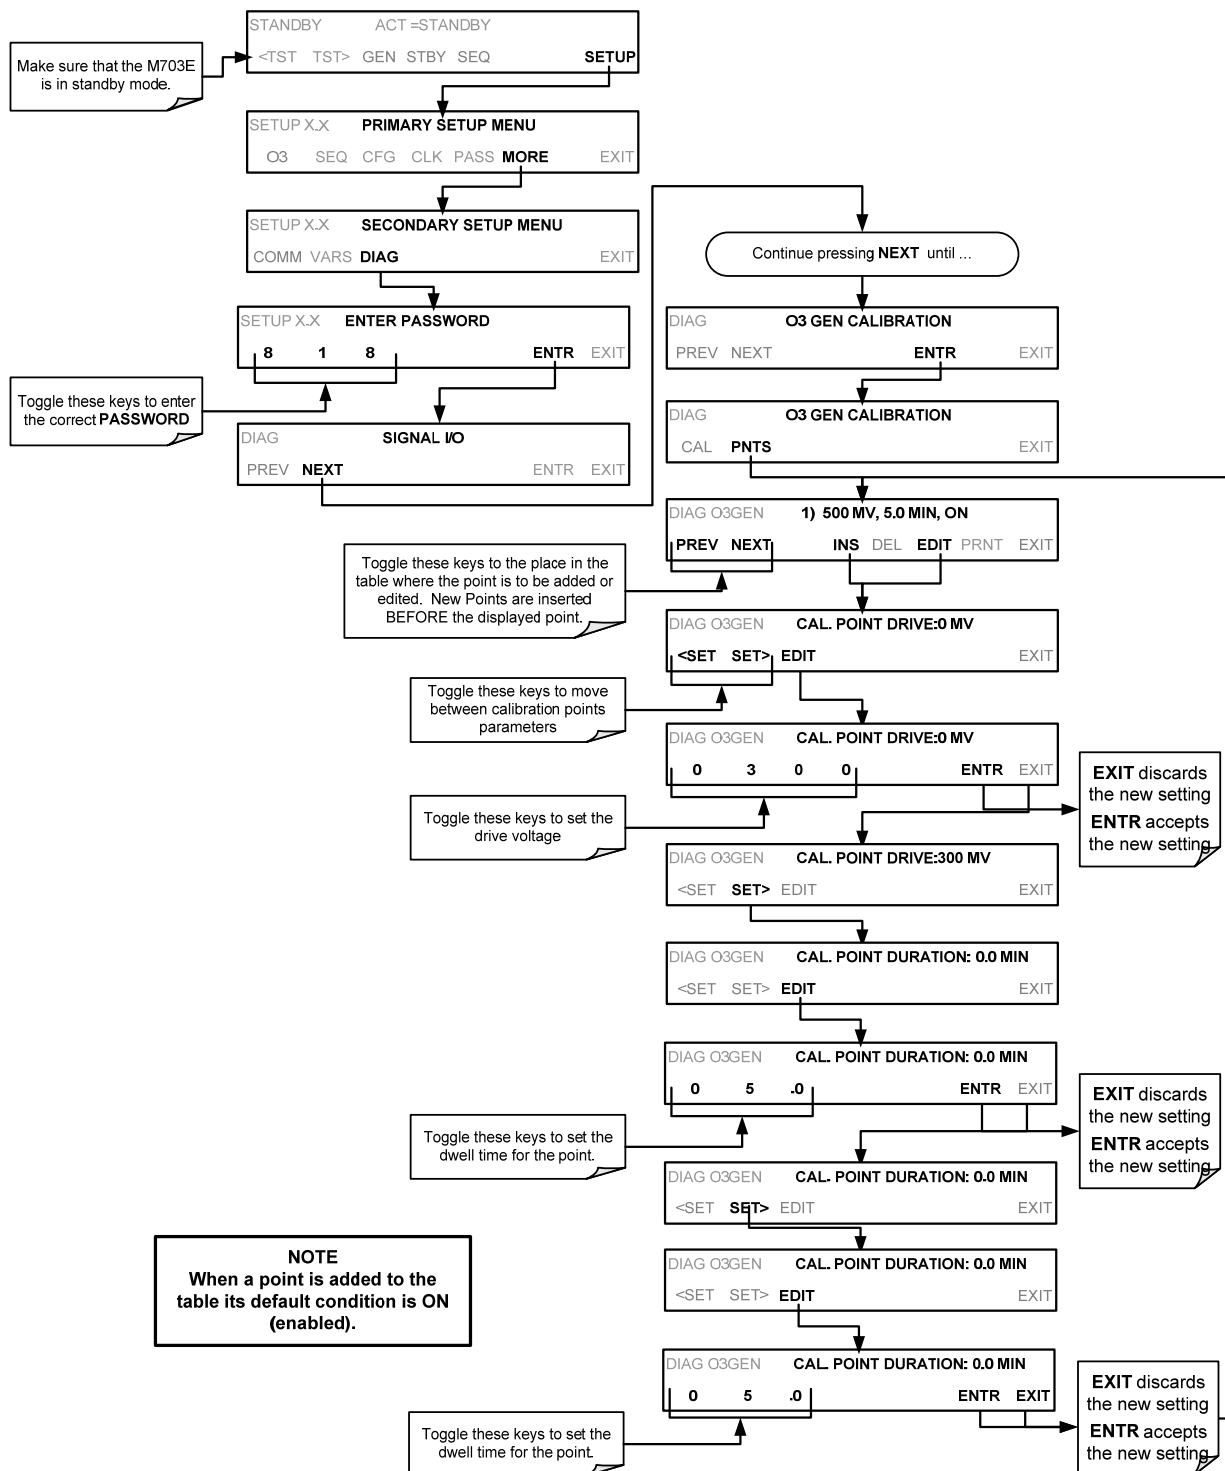 STANDBY ACT =STANDBY
<TST TST> GEN STBY SEQ SETUP
Make sure that the M703E
is in standby mode.
SETUP X.X PRIMARY SETUP MENU
O3 SEQ CFG CLK PASS MORE EXIT
SETUP X.X SECONDARY SETUP MENU
COMM VARS DIAG EXIT
SETUP X.X ENTER PASSWORD
8 1 8 ENTR EXIT
Toggle these keys to enter
the correct PASSWORD
DIAG SIGNAL I/O
PREV NEXT ENTR EXIT
Continue pressing NEXT until ...
DIAG O3 GEN CALIBRATION
PREV NEXT ENTR EXIT
DIAG O3 GEN CALIBRATION
CAL PNTS EXIT
DIAG O3GEN 1) 500 MV, 5.0 MIN, ON
PREV NEXT INS DEL EDIT PRNT EXIT
Toggle these keys to the place in the
table where the point is to be added or
edited. New Points are inserted
BEFORE the displayed point.
DIAG O3GEN CAL. POINT DRIVE:0 MV
<SET SET> EDIT EXIT
Toggle these keys to move
between calibration points
parameters
DIAG O3GEN CAL. POINT DRIVE:0 MV
0 3 0 0 ENTR EXIT
Toggle these keys to set the
drive voltage
EXIT discards
the new setting
ENTR accepts
the new setting
DIAG O3GEN CAL. POINT DRIVE:300 MV
<SET SET> EDIT EXIT
DIAG O3GEN CAL. POINT DURATION: 0.0 MIN
<SET SET> EDIT EXIT
DIAG O3GEN CAL. POINT DURATION: 0.0 MIN
0 5 .0 ENTR EXIT
Toggle these keys to set the
dwell time for the point.
EXIT discards
the new setting
ENTR accepts
the new setting
DIAG O3GEN CAL. POINT DURATION: 0.0 MIN
<SET SET> EDIT EXIT
DIAG O3GEN CAL. POINT DURATION: 0.0 MIN
<SET SET> EDIT EXIT
NOTE
When a point is added to the
table its default condition is ON
(enabled).
DIAG O3GEN CAL. POINT DURATION: 0.0 MIN
0 5 .0 ENTR EXIT
Toggle these keys to set the
dwell time for the point.
EXIT discards
the new setting
ENTR accepts
the new setting